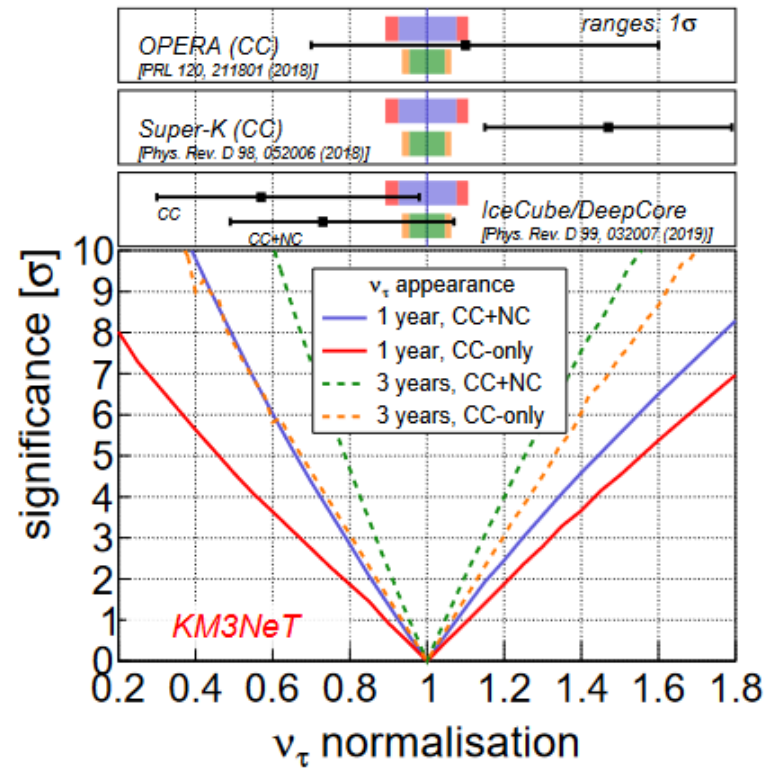 OPERA (CC)
ranges: 1σ
[PRL 120, 211801 (2018)]
Super-K (CC)
[Phys. Rev. D 98, 052006 (2018)]
CC
IceCube/DeepCore
CC+NC
[Phys. Rev. D 99, 032007 (2019)]
significance [σ]
10
9
8
7
6
5
4
3
2
1
0
ντ appearance
1 year, CC+NC
1 year, CC-only
3 years, CC+NC
3 years, CC-only
KM3NeT
0.2 0.4 0.6 0.8 1 1.2 1.4 1.6 1.8
ντ normalisation